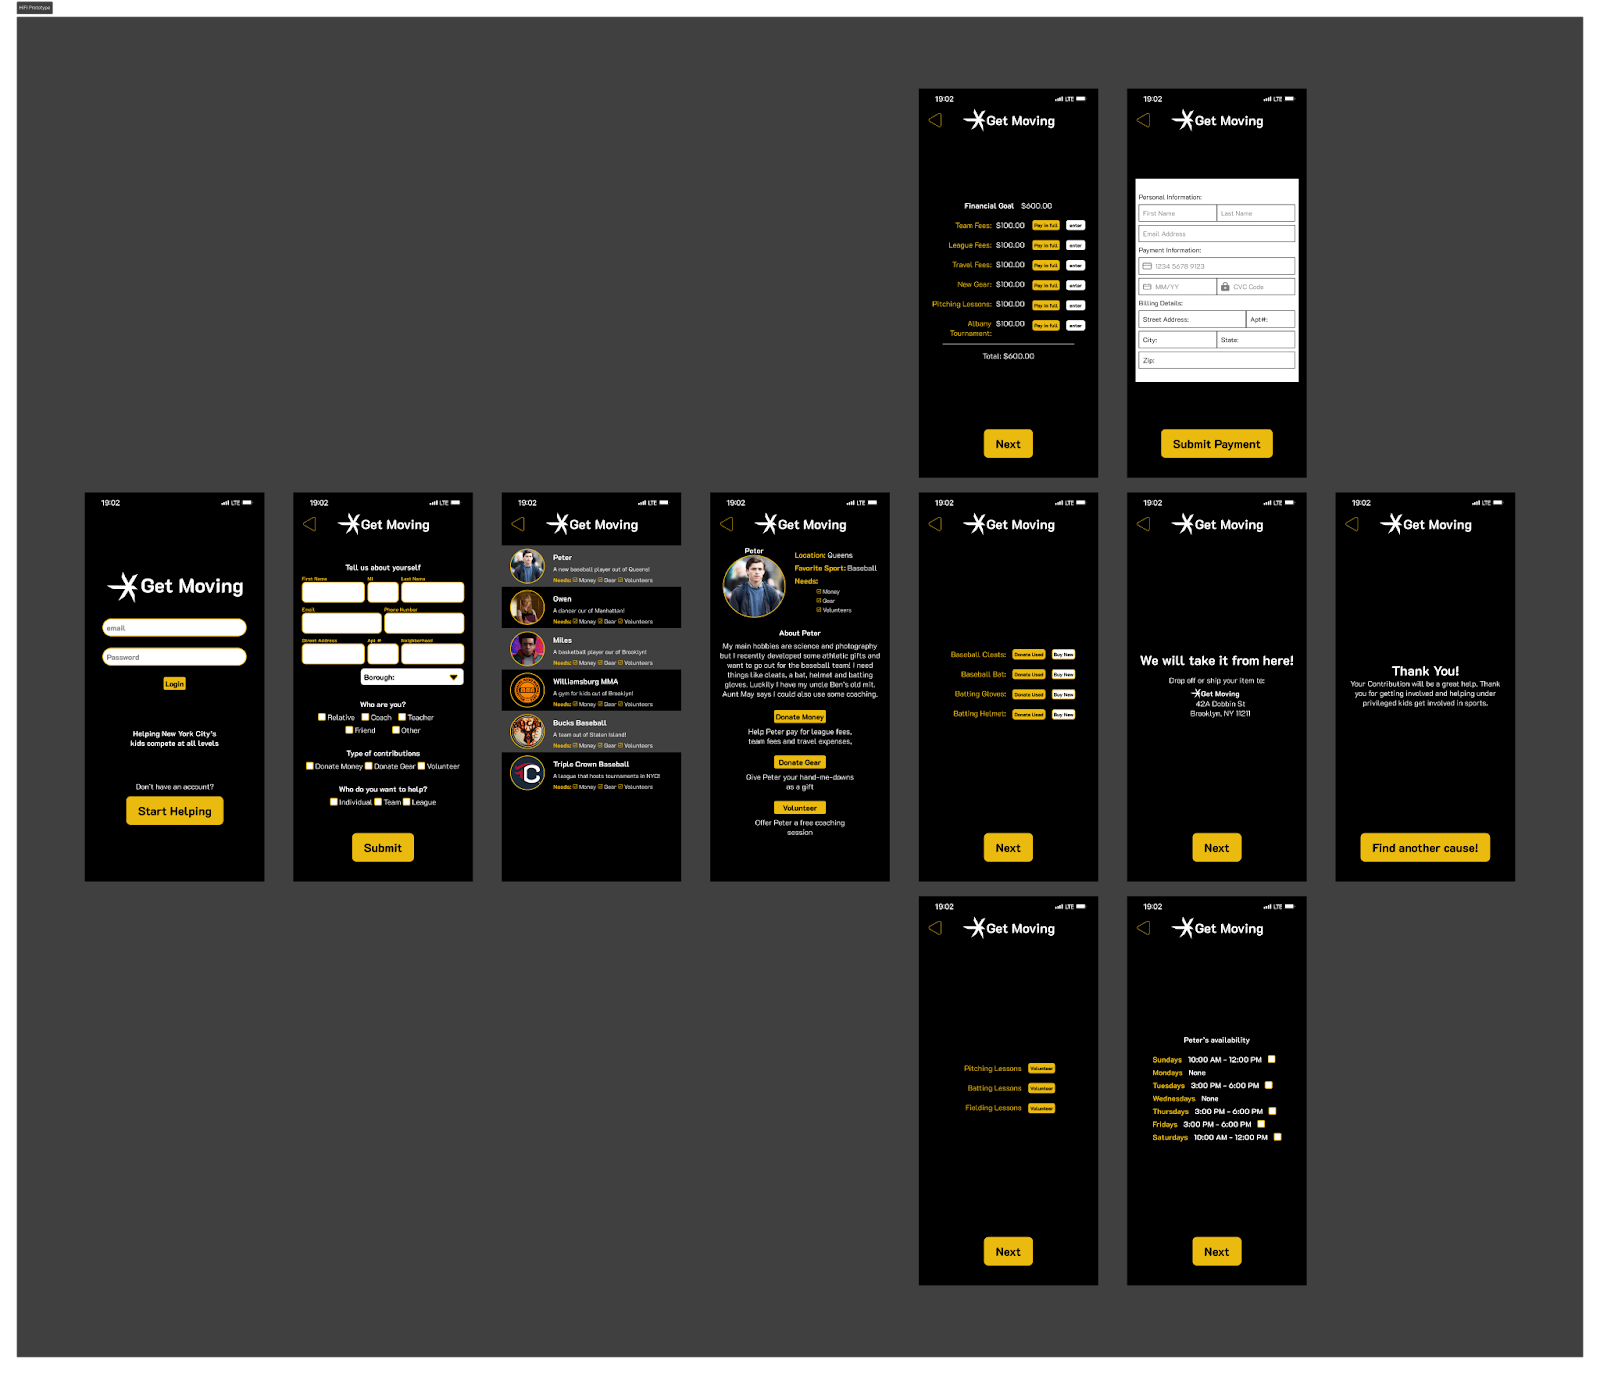 HiFi Prototype
19:02 LTE
Get Moving
Financial Goal $600.00
Team Fees: $100.00 Pay in full enter
League Fees: $100.00 Pay in full enter
Travel Fees: $100.00 Pay in full enter
New Gear: $100.00 Pay in full enter
Pitching Lessons: $100.00 Pay in full enter
Albany $100.00 Pay in full enter
Tournament:
Total: $600.00
Next
19:02 LTE
Get Moving
Personal Information:
First Name Last Name
Email Address
Payment Information:
1234 5678 9123
MM/YY CVC Code
Billing Details:
Street Address: Apt#:
City: State:
Zip:
Submit Payment
19:02 LTE
Get Moving
email
Password
Login
Helping New York City's
kids compete at all levels
Don't have an account?
Start Helping
19:02 LTE
Get Moving
Tell us about yourself
First Name MI Last Name
Email Phone Number
Street Address Apt # Neighborhood
Borough:
Who are you?
Relative Coach Teacher
Friend Other
Type of contributions
Donate Money Donate Gear Volunteer
Who do you want to help?
Individual Team League
Submit
19:02 LTE
Get Moving
Peter
A new baseball player out of Queens!
Needs: Money Gear Volunteers
Owen
A dancer our of Manhattan!
Needs: Money Gear Volunteers
Miles
A basketball player our of Brooklyn!
Needs: Money Gear Volunteers
Williamsburg MMA
A gym for kids out of Brooklyn!
Needs: Money Gear Volunteers
Bucks Baseball
A team out of Staten Island!
Needs: Money Gear Volunteers
Triple Crown Baseball
A league that hosts tournaments in NYC!
Needs: Money Gear Volunteers
19:02 LTE
Get Moving
Peter
Location: Queens
Favorite Sport: Baseball
Needs:
Money
Gear
Volunteers
About Peter
My main hobbies are science and photography
but I recently developed some athletic gifts and
want to go out for the baseball team! I need
things like cleats, a bat, helmet and batting
gloves. Luckily I have my uncle Ben's old mit.
Aunt May says I could also use some coaching.
Donate Money
Help Peter pay for league fees,
team fees and travel expenses,
Donate Gear
Give Peter your hand-me-downs
as a gift
Volunteer
Offer Peter a free coaching
session
19:02 LTE
Get Moving
Baseball Cleats: Donate Used Buy New
Baseball Bat: Donate Used Buy New
Batting Gloves: Donate Used Buy New
Batting Helmet: Donate Used Buy New
Next
19:02 LTE
Get Moving
We will take it from here!
Drop off or ship your item to:
Get Moving
42A Dobbin St
Brooklyn, NY 11211
Next
19:02 LTE
Get Moving
Thank You!
Your Contribution will be a great help. Thank
you for getting involved and helping under
privileged kids get involved in sports.
Find another cause!
19:02 LTE
Get Moving
Pitching Lessons Volunteer
Batting Lessons Volunteer
Fielding Lessons Volunteer
Next
19:02 LTE
Get Moving
Peter's availability
Sundays 10:00 AM - 12:00 PM
Mondays None
Tuesdays 3:00 PM - 6:00 PM
Wednesdays None
Thursdays 3:00 PM - 6:00 PM
Fridays 3:00 PM - 6:00 PM
Saturdays 10:00 AM - 12:00 PM
Next